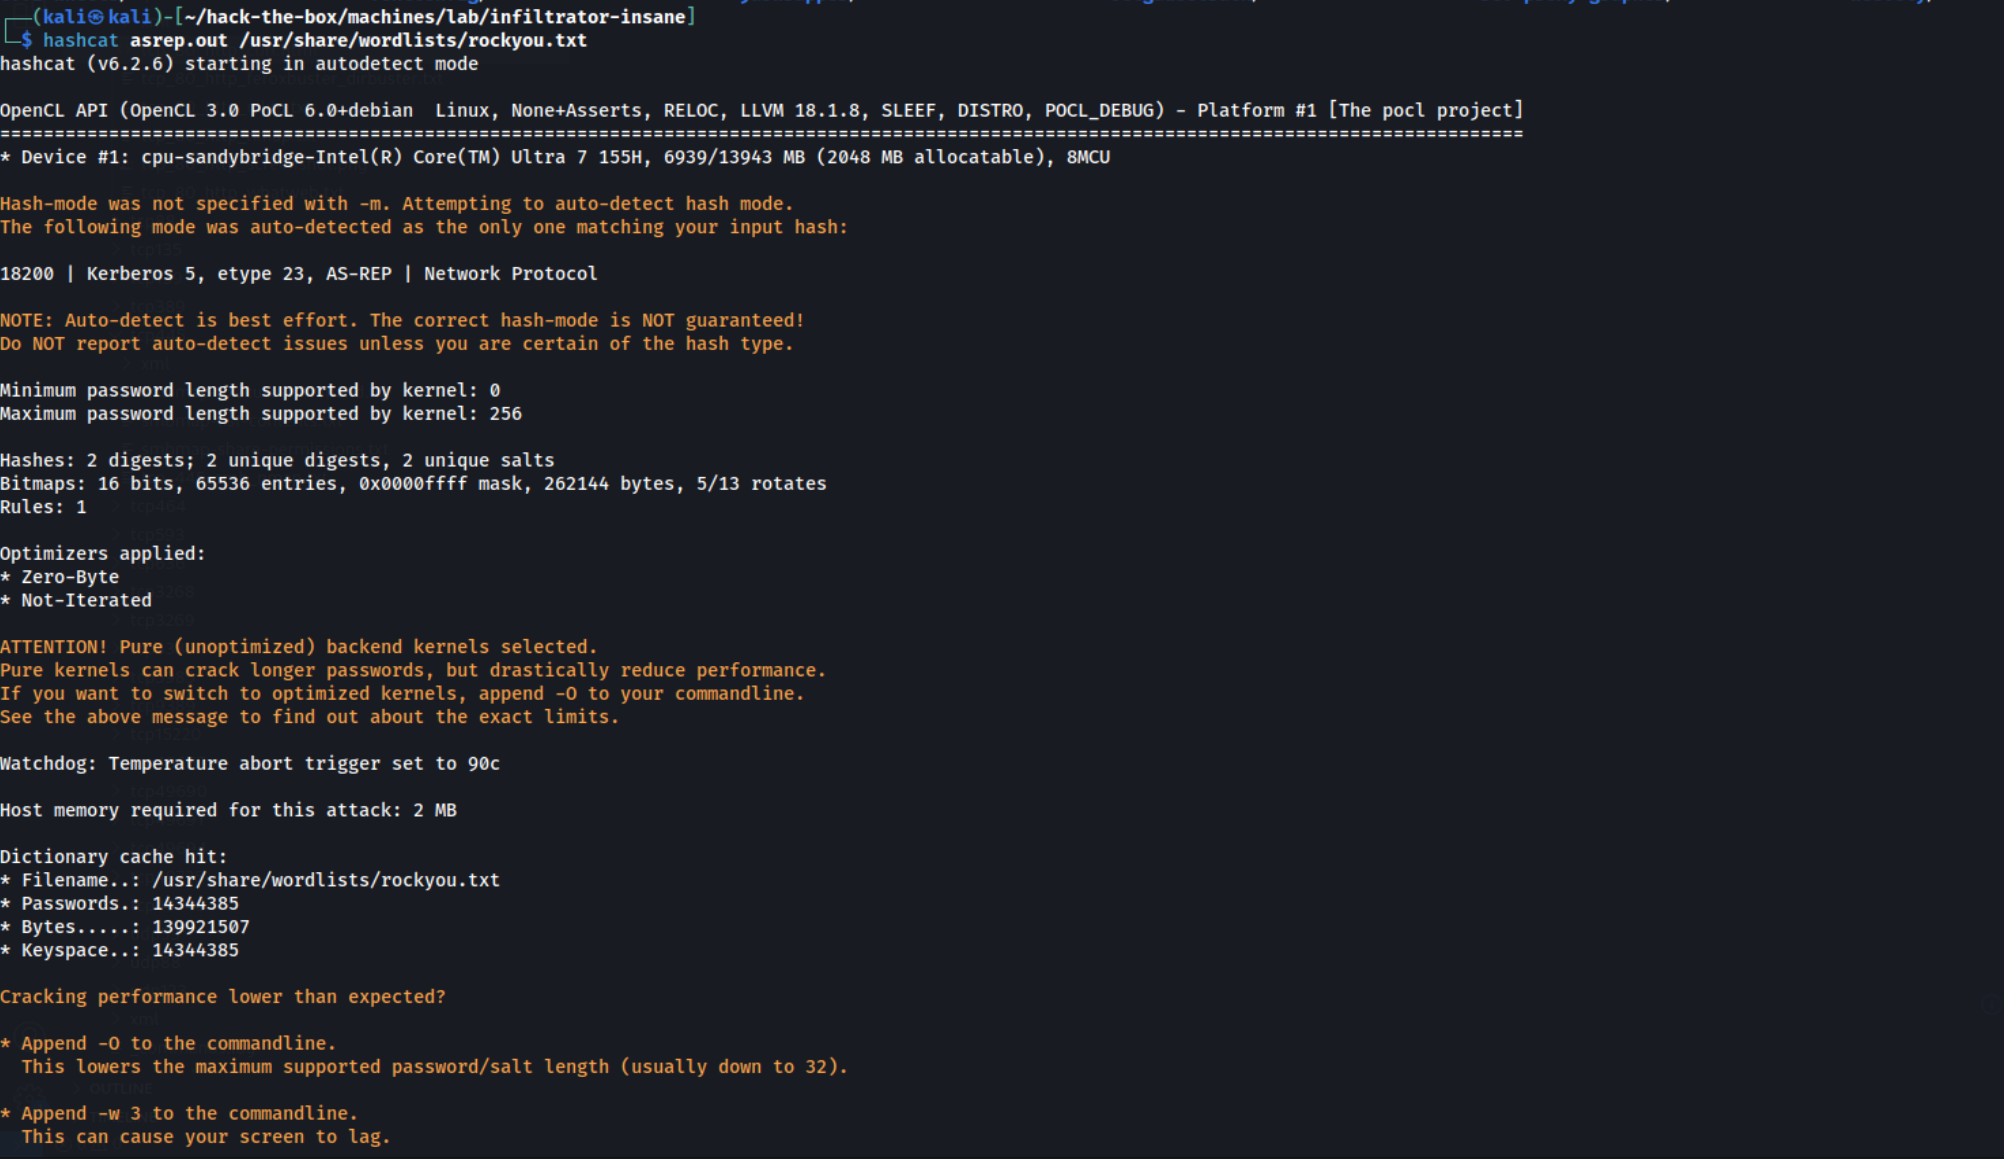 (kali㉿kali)-[~/hack-the-box/machines/lab/infiltrator-insane]
$ hashcat asrep.out /usr/share/wordlists/rockyou.txt
hashcat (v6.2.6) starting in autodetect mode
OpenCL API (OpenCL 3.0 PoCL 6.0+debian  Linux, None+Asserts, RELOC, LLVM 18.1.8, SLEEF, DISTRO, POCL_DEBUG) - Platform #1 [The pocl project]
============================================================================================================================================
* Device #1: cpu-sandybridge-Intel(R) Core(TM) Ultra 7 155H, 6939/13943 MB (2048 MB allocatable), 8MCU
Hash-mode was not specified with -m. Attempting to auto-detect hash mode.
The following mode was auto-detected as the only one matching your input hash:
18200 | Kerberos 5, etype 23, AS-REP | Network Protocol
NOTE: Auto-detect is best effort. The correct hash-mode is NOT guaranteed!
Do NOT report auto-detect issues unless you are certain of the hash type.
Minimum password length supported by kernel: 0
Maximum password length supported by kernel: 256
Hashes: 2 digests; 2 unique digests, 2 unique salts
Bitmaps: 16 bits, 65536 entries, 0x0000ffff mask, 262144 bytes, 5/13 rotates
Rules: 1
Optimizers applied:
* Zero-Byte
* Not-Iterated
ATTENTION! Pure (unoptimized) backend kernels selected.
Pure kernels can crack longer passwords, but drastically reduce performance.
If you want to switch to optimized kernels, append -O to your commandline.
See the above message to find out about the exact limits.
Watchdog: Temperature abort trigger set to 90c
Host memory required for this attack: 2 MB
Dictionary cache hit:
* Filename..: /usr/share/wordlists/rockyou.txt
* Passwords.: 14344385
* Bytes.....: 139921507
* Keyspace..: 14344385
Cracking performance lower than expected?
* Append -O to the commandline.
This lowers the maximum supported password/salt length (usually down to 32).
* Append -w 3 to the commandline.
This can cause your screen to lag.